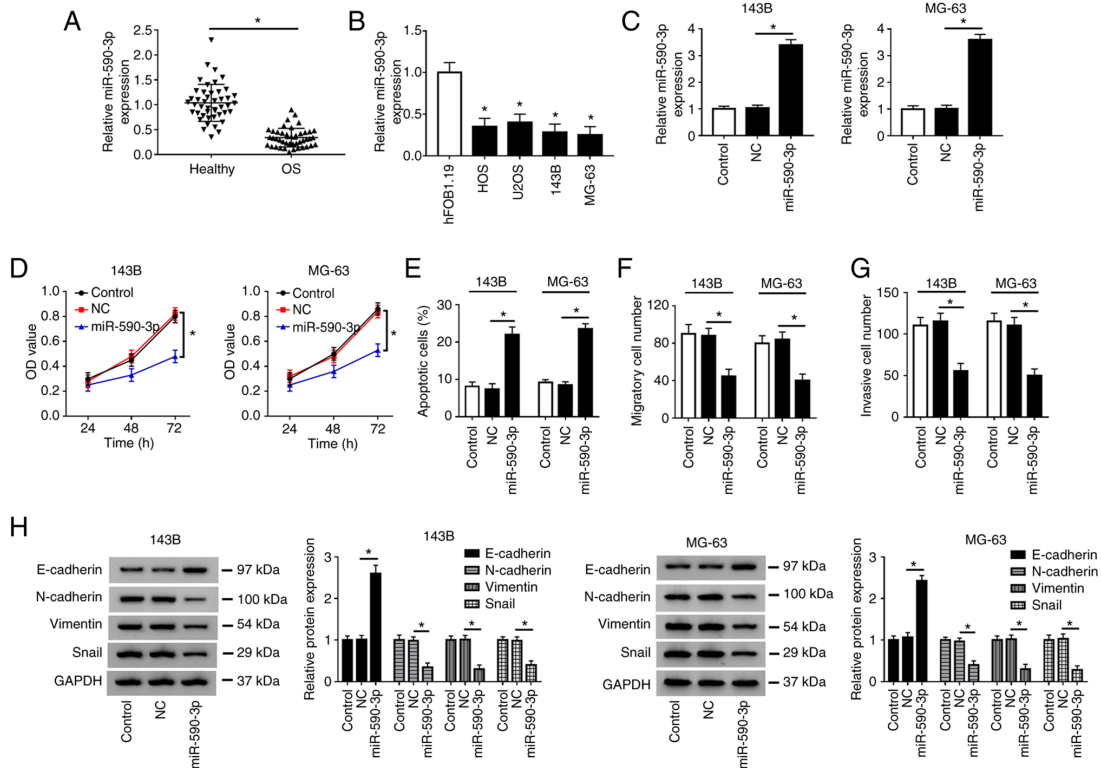 A
Relative miR-590-3p
expression
2.5
2.0
1.5
1.0
0.5
0.0
*
Healthy
OS
B
Relative miR-590-3p
expression
1.5
1.0
0.5
0.0
*
*
*
*
hFOB1.19
HOS
U2OS
143B
MG-63
C
143B
Relative miR-590-3p
expression
4
3
2
1
0
*
Control
NC
miR-590-3p
MG-63
Relative miR-590-3p
expression
4
3
2
1
0
*
Control
NC
miR-590-3p
D
143B
OD value
1.0
0.8
0.6
0.4
0.2
0.0
Control
NC
miR-590-3p
*
24
48
72
Time (h)
MG-63
OD value
1.0
0.8
0.6
0.4
0.2
0.0
Control
NC
miR-590-3p
*
24
48
72
Time (h)
E
143B
MG-63
Apoptotic cells (%)
30
20
10
0
*
*
Control
NC
miR-590-3p
Control
NC
miR-590-3p
F
143B
MG-63
Migratory cell number
120
80
40
0
*
*
Control
NC
miR-590-3p
Control
NC
miR-590-3p
G
143B
MG-63
Invasive cell number
150
100
50
0
*
*
Control
NC
miR-590-3p
Control
NC
miR-590-3p
H
143B
E-cadherin
97 kDa
N-cadherin
100 kDa
Vimentin
54 kDa
Snail
29 kDa
GAPDH
37 kDa
Control
NC
miR-590-3p
143B
Relative protein expression
3
2
1
0
E-cadherin
N-cadherin
Vimentin
Snail
*
*
*
*
Control
NC
miR-590-3p
Control
NC
miR-590-3p
Control
NC
miR-590-3p
Control
NC
miR-590-3p
MG-63
E-cadherin
97 kDa
N-cadherin
100 kDa
Vimentin
54 kDa
Snail
29 kDa
GAPDH
37 kDa
Control
NC
miR-590-3p
MG-63
Relative protein expression
3
2
1
0
E-cadherin
N-cadherin
Vimentin
Snail
*
*
*
*
Control
NC
miR-590-3p
Control
NC
miR-590-3p
Control
NC
miR-590-3p
Control
NC
miR-590-3p